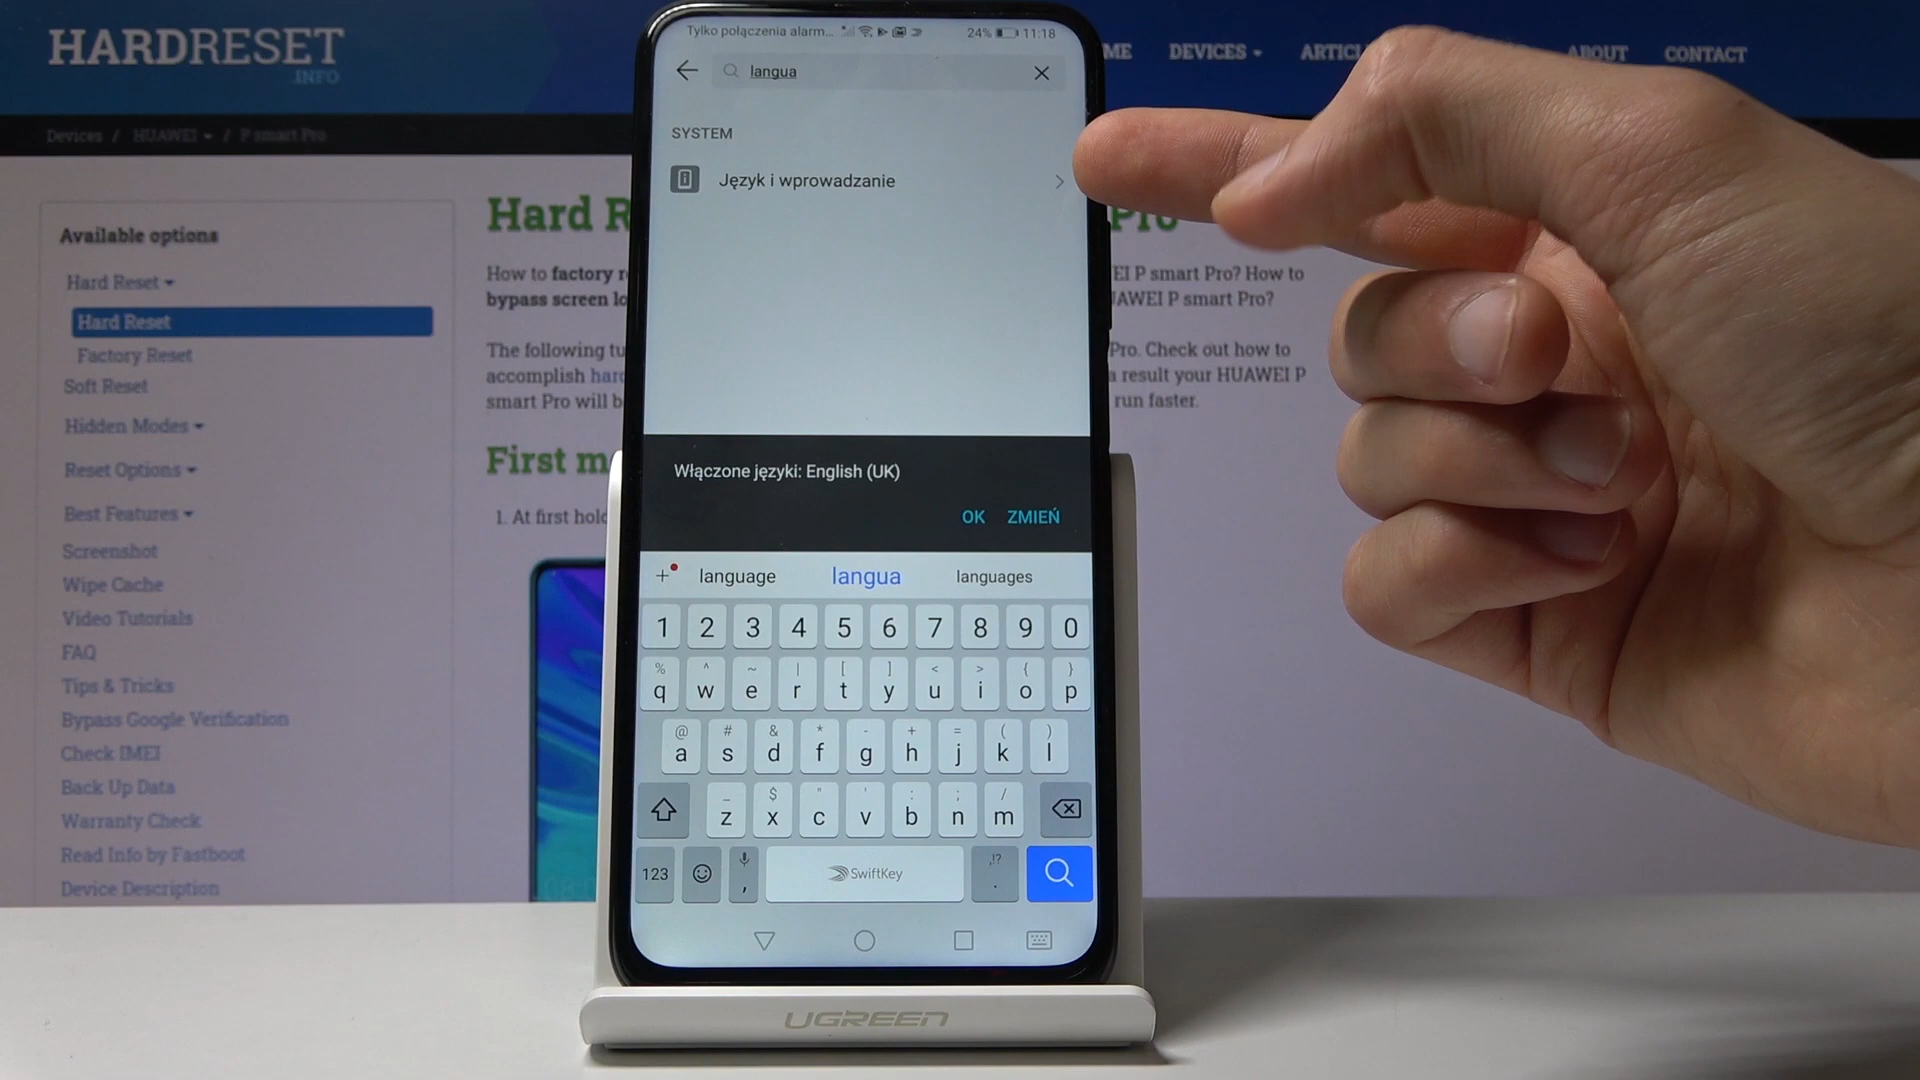 HARDRESET
.INFO
ME DEVICES ARTICL ABOUT CONTACT
Devices / HUAWEI / P smart Pro
Available options
Hard Reset
Hard Reset
Factory Reset
Soft Reset
Hidden Modes
Reset Options
Best Features
Screenshot
Wipe Cache
Video Tutorials
FAQ
Tips & Tricks
Bypass Google Verification
Check IMEI
Back Up Data
Warranty Check
Read Info by Fastboot
Device Description
Hard R Pro
How to factory r EI P smart Pro? How to
bypass screen lo UAWEI P smart Pro?
The following tu Pro. Check out how to
accomplish hard a result your HUAWEI P
smart Pro will b run faster.
First m
1. At first hold
Tylko połączenia alarm... 24% 11:18
langua
SYSTEM
Język i wprowadzanie
Włączone języki: English (UK)
OK ZMIEŃ
+ language langua languages
1 2 3 4 5 6 7 8 9 0
% ^ ~ | [ ] < > { }
q w e r t y u i o p
@ # & * - + = ( )
a s d f g h j k l
_ $ " ' : ; /
z x c v b n m
123 , SwiftKey ,!? .
UGREEN